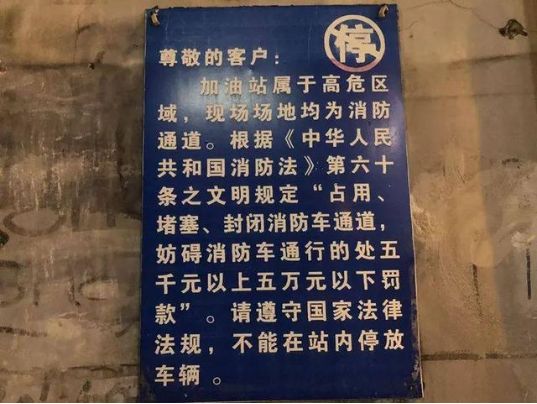 停
尊敬的客户：
加油站属于高危区
域，现场场地均为消防
通道。根据《中华人民
共和国消防法》第六十
条之文明规定“占用、
堵塞、封闭消防车通道，
妨碍消防车通行的处五
千元以上五万元以下罚
款”。请遵守国家法律
法规，不能在站内停放
车辆。